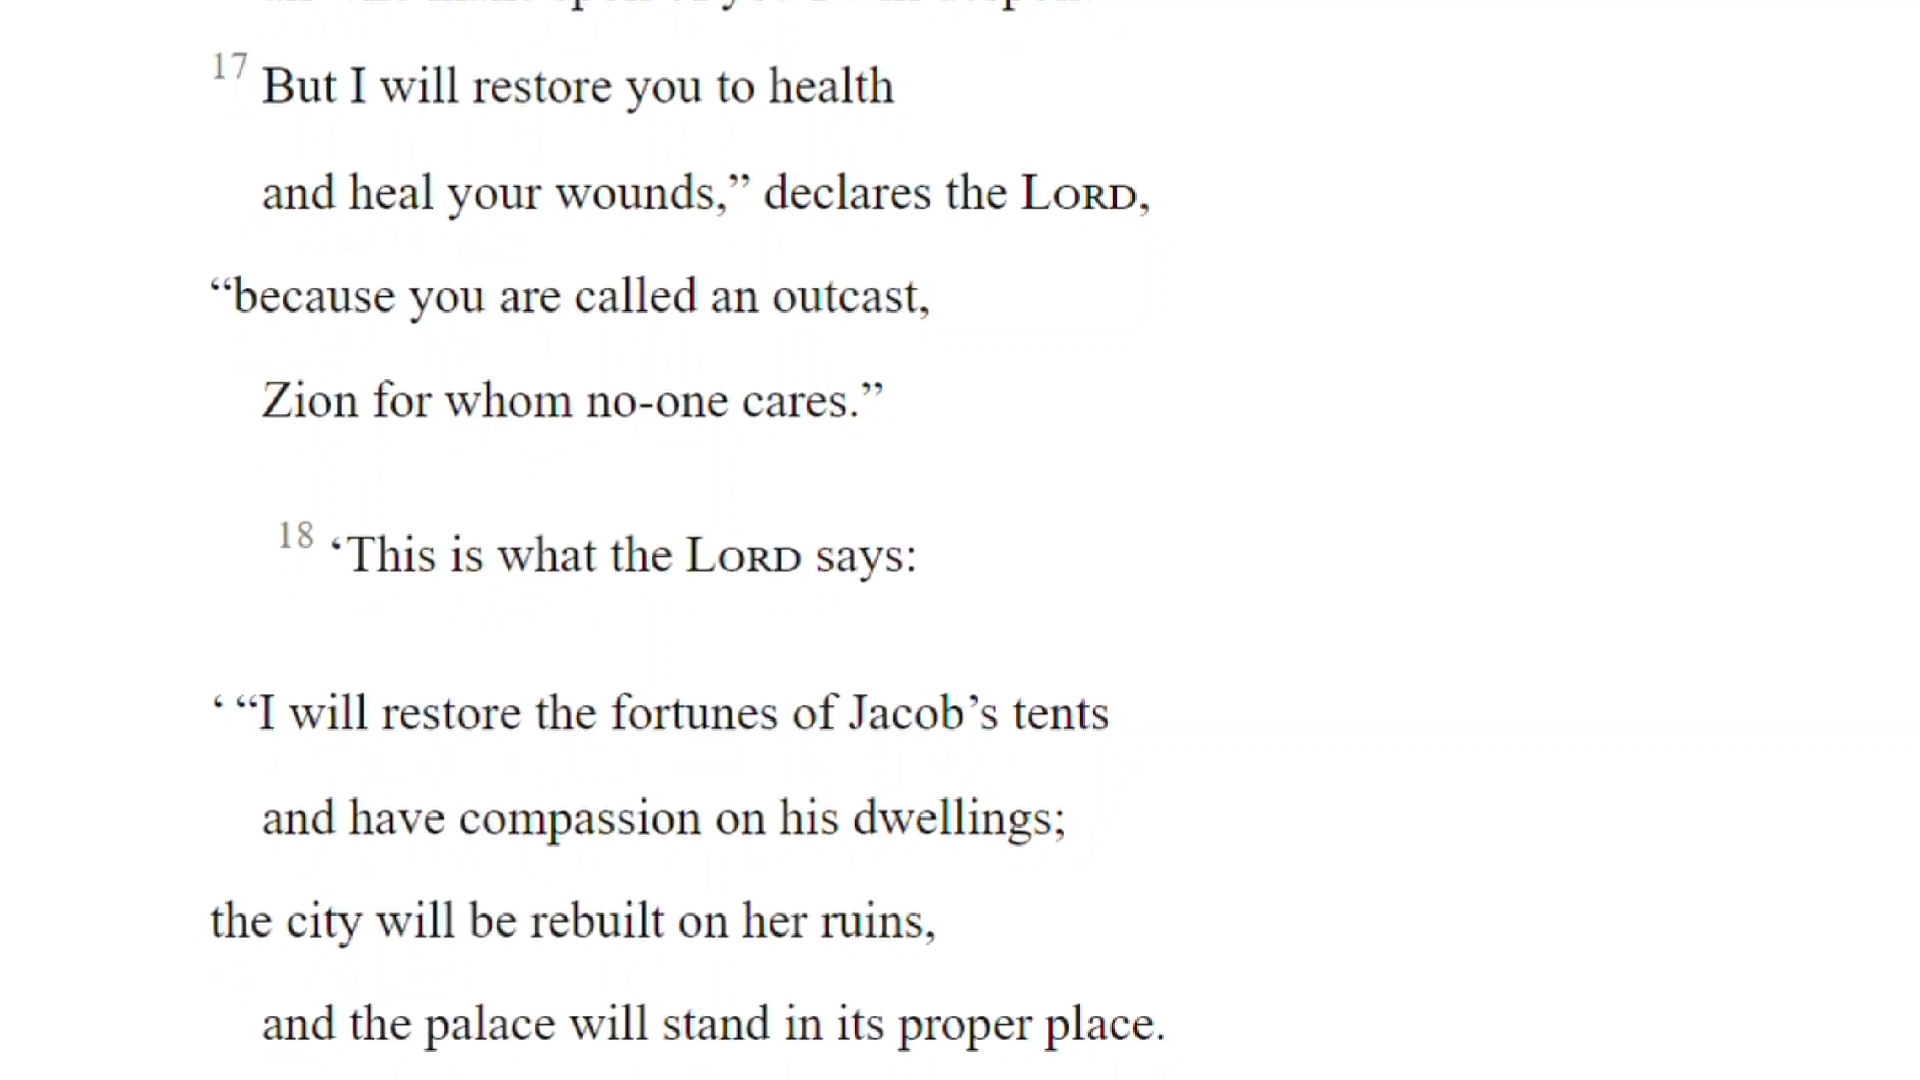 17 But I will restore you to health
and heal your wounds,” declares the LORD,
“because you are called an outcast,
Zion for whom no-one cares.”
18 ‘This is what the LORD says:
‘ “I will restore the fortunes of Jacob’s tents
and have compassion on his dwellings;
the city will be rebuilt on her ruins,
and the palace will stand in its proper place.